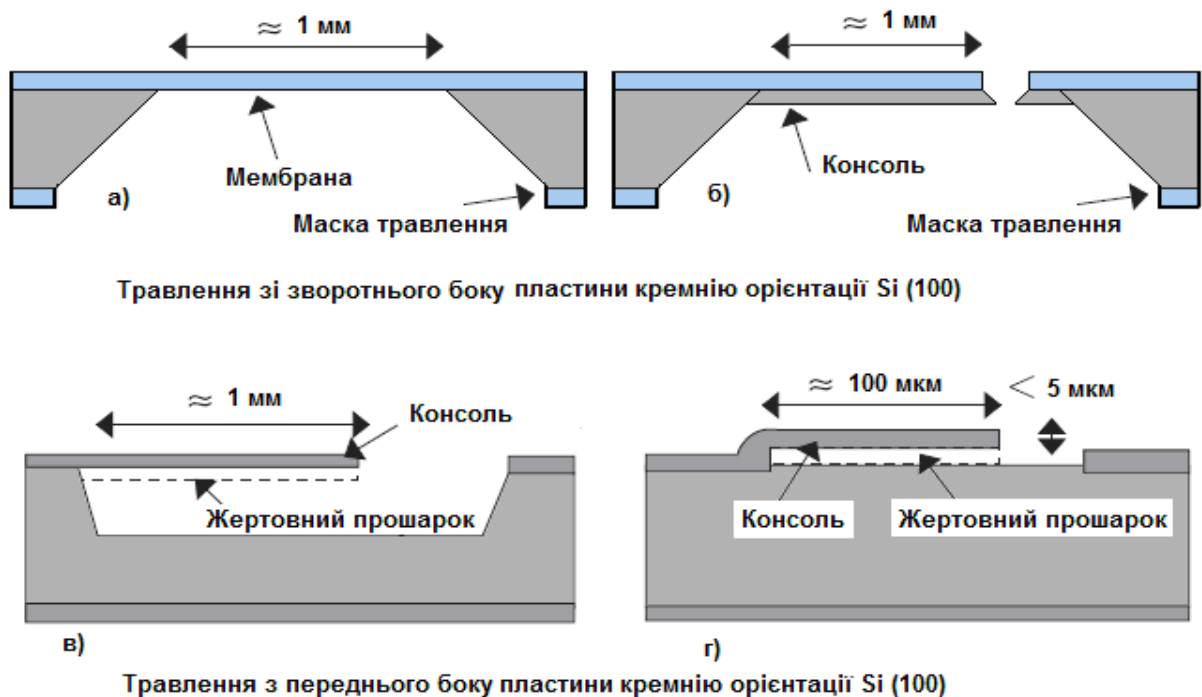 ≈ 1 мм
≈ 1 мм
Мембрана
Консоль
а)
б)
Маска травлення
Маска травлення
Травлення зі зворотнього боку пластини кремнію орієнтації Si (100)
≈ 1 мм
Консоль
≈ 100 мкм
< 5 мкм
Жертовний прошарок
Консоль
Жертовний прошарок
в)
г)
Травлення з переднього боку пластини кремнію орієнтації Si (100)